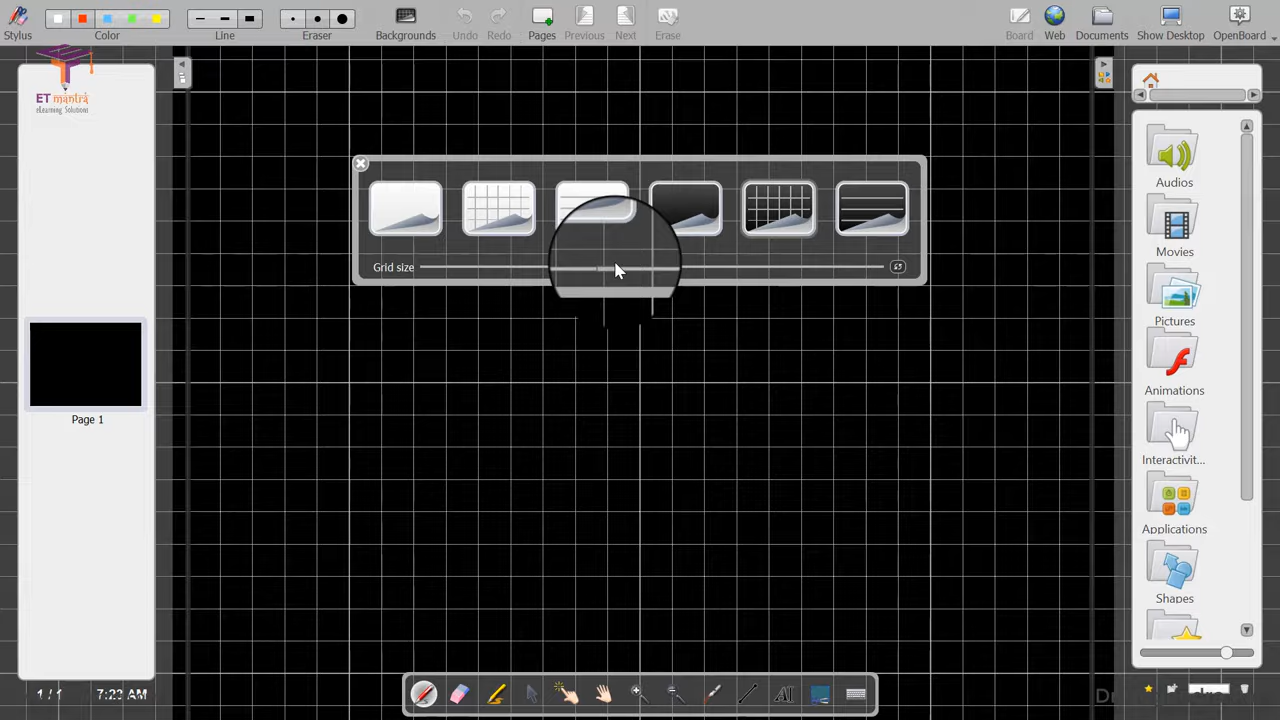 Stylus
Color
Line
Eraser
Backgrounds
Undo
Redo
Pages
Previous
Next
Erase
Board
Web
Documents
Show Desktop
OpenBoard
ET mantra
eLearning Solutions
Grid size
Page 1
Audios
Movies
Pictures
Animations
Interactivit...
Applications
Shapes
1 / 1
7:23 AM
AI